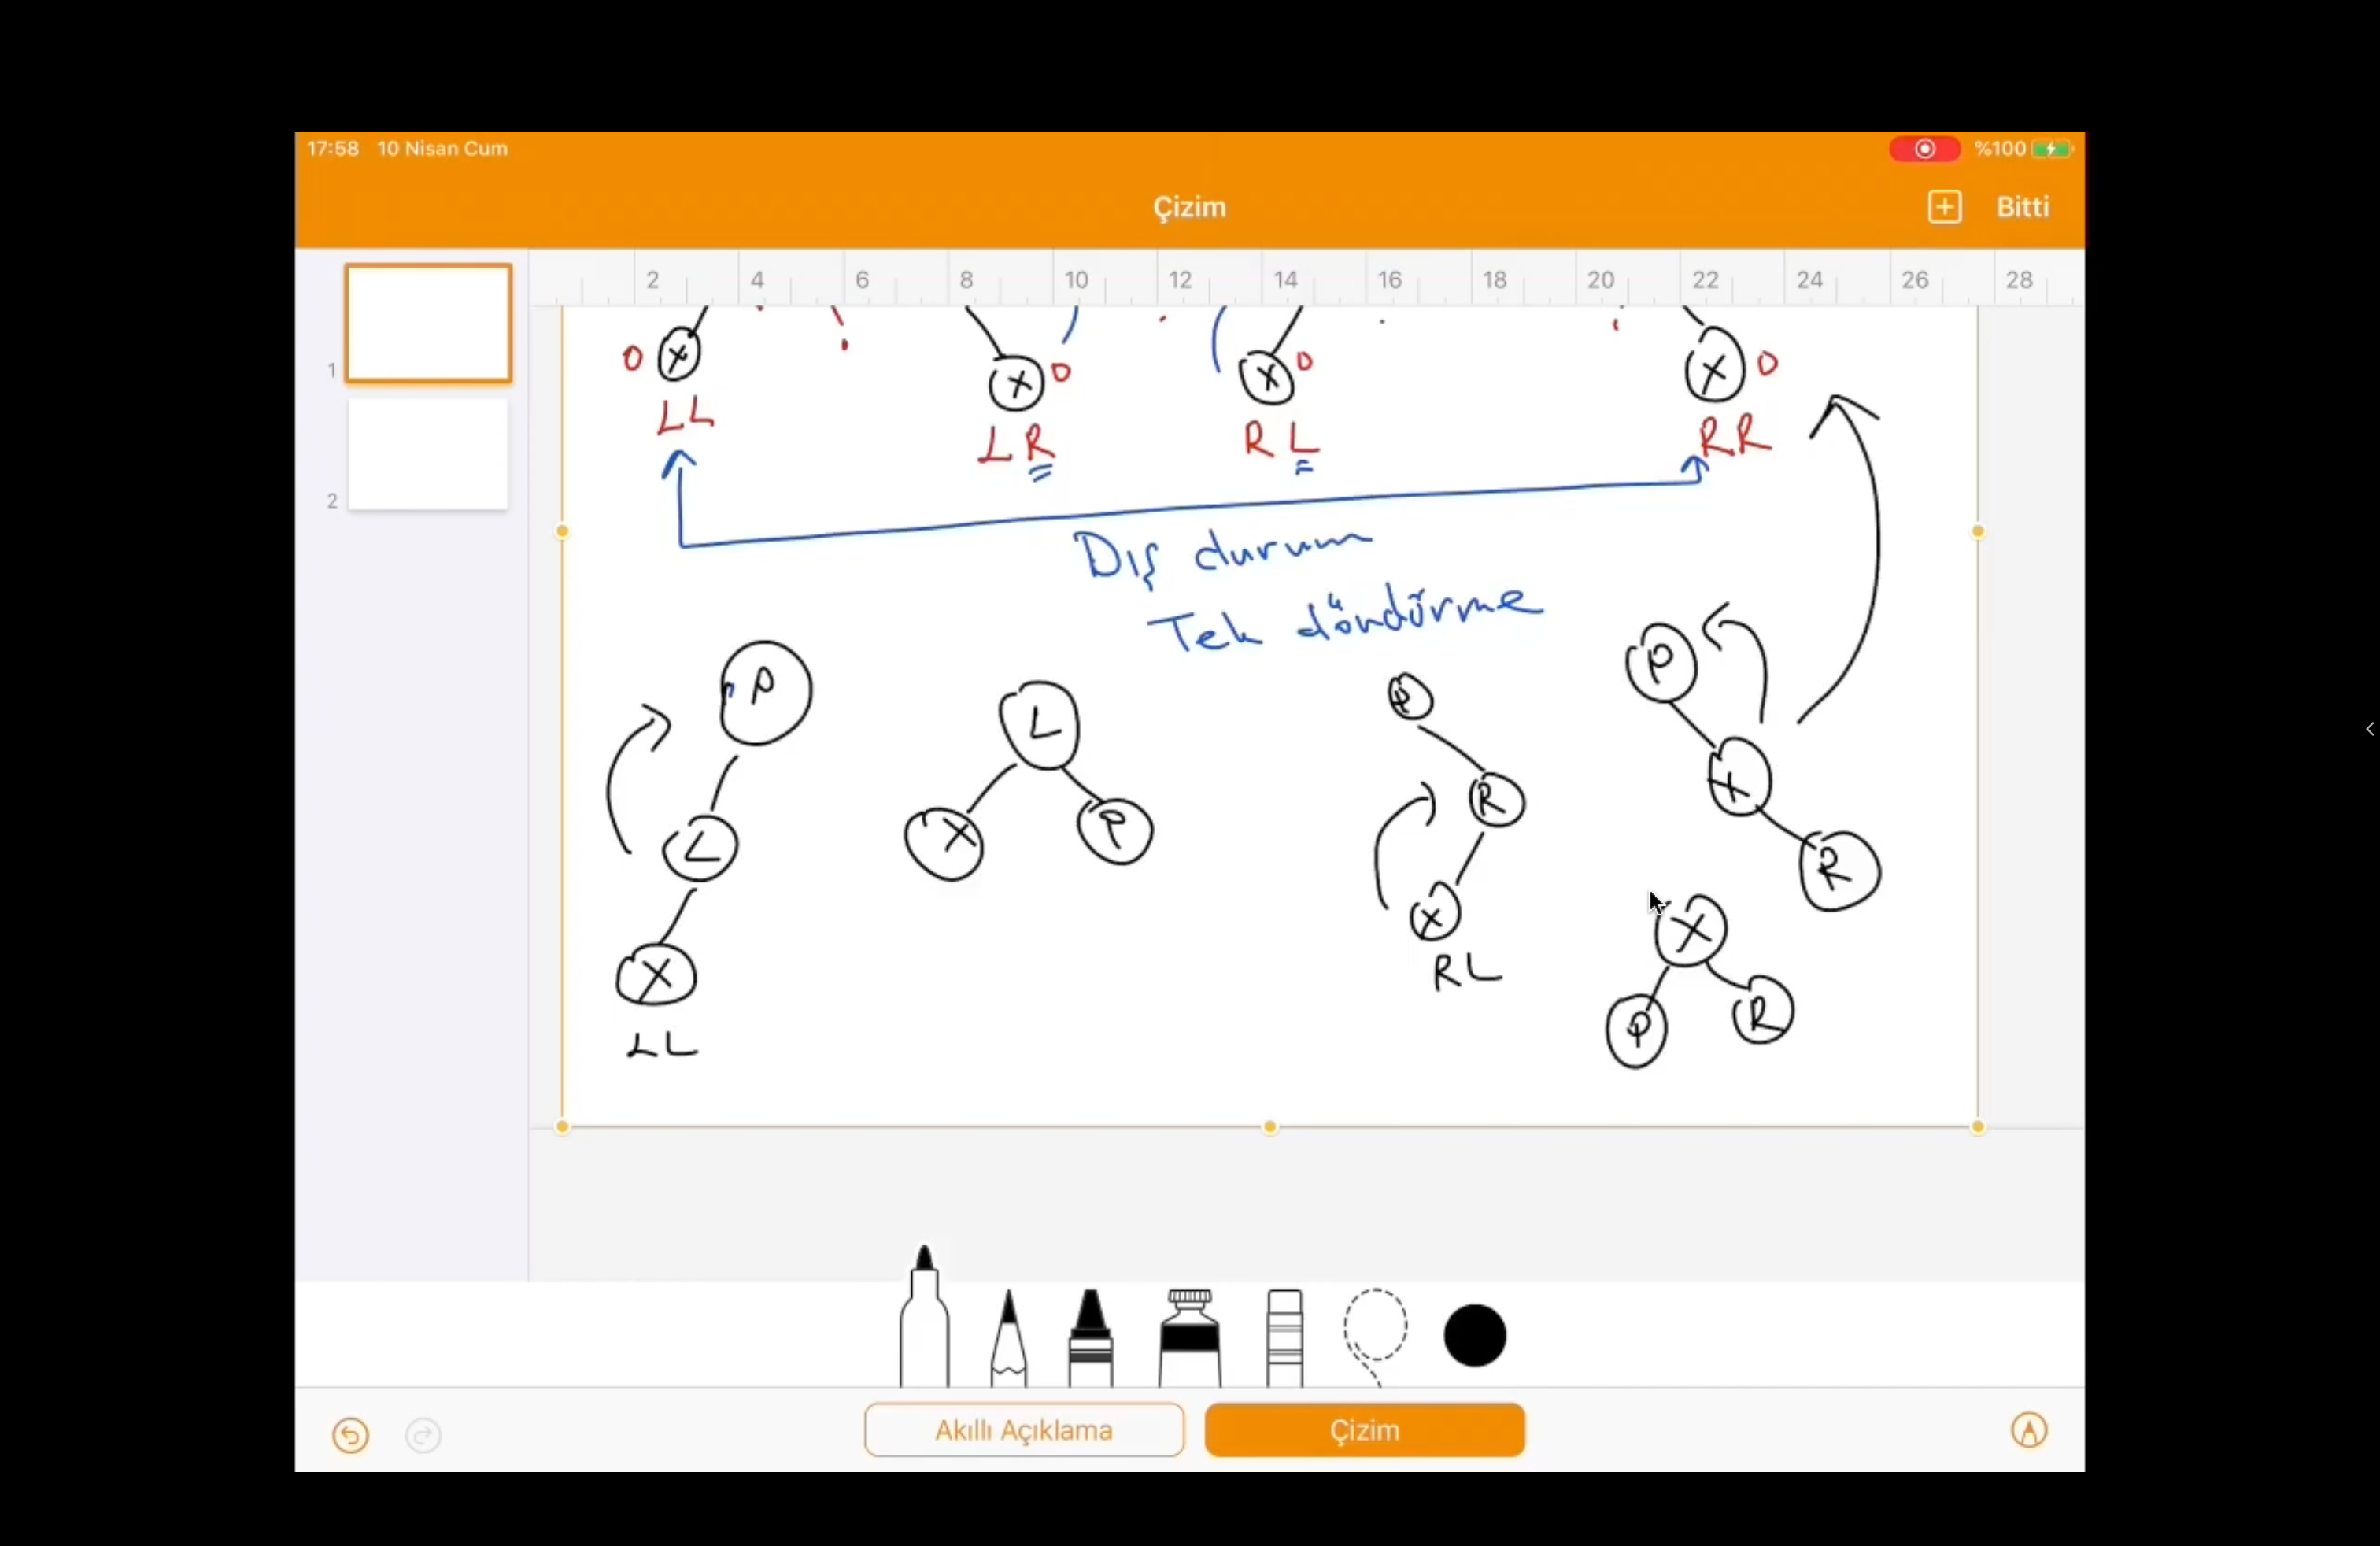 17:58 10 Nisan Cum %100
Çizim Bitti
2 4 6 8 10 12 14 16 18 20 22 24 26 28
1
2
0 X X 0 X 0 X 0
LL LR RL RR
Dış durum
Tek döndürme
P L P R P
L X P R X
X X R
LL RL X
P R
Akıllı Açıklama Çizim